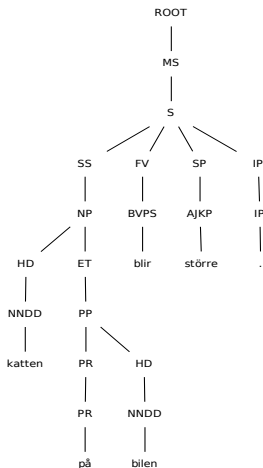 ROOT
MS
S
SS FV SP IP
NP BVPS AJKP IP
HD ET blir större .
NNDD PP
katten PR HD
PR NNDD
på bilen